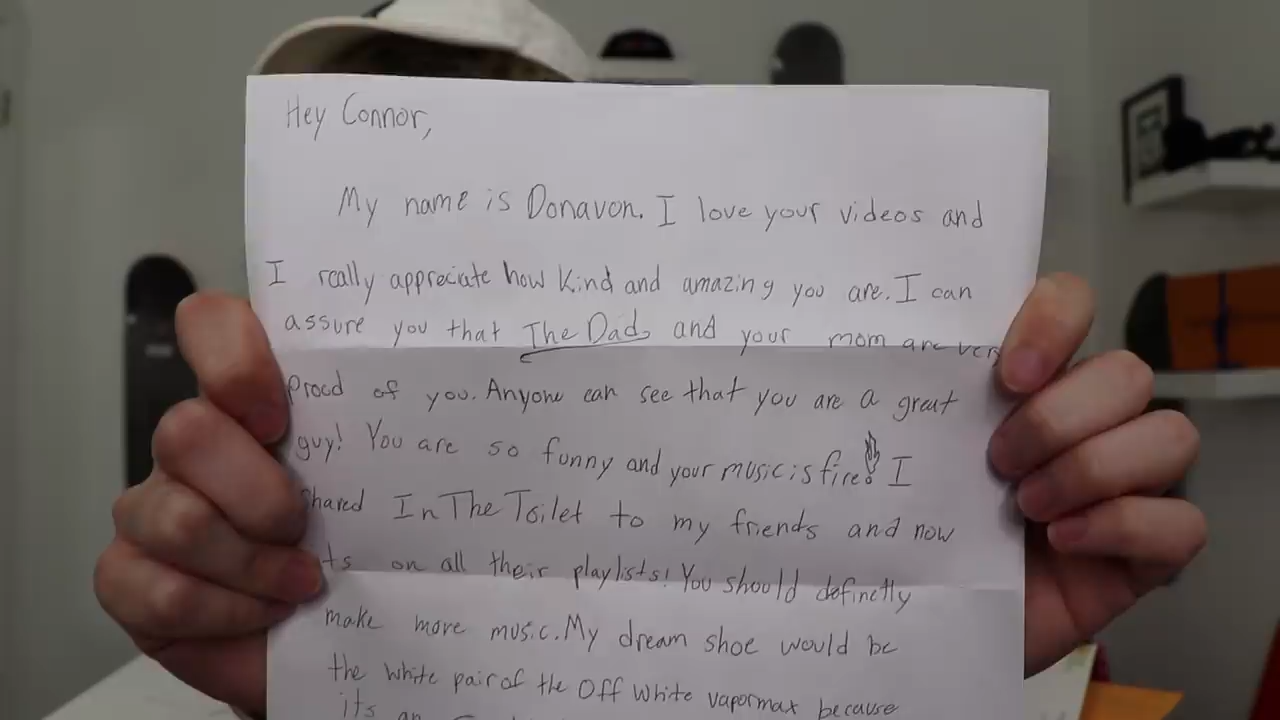 Hey Connor,
My name is Donavon. I love your videos and
I really appreciate how kind and amazing you are. I can
assure you that The Dads and your mom are very
prood of you. Anyone can see that you are a great
guy! You are so funny and your music is fire! I
shared In The Toilet to my friends and now
ts on all their playlists! You should definetly
make more music. My dream shoe would be
the white pair of the Off White vapormax because
its an